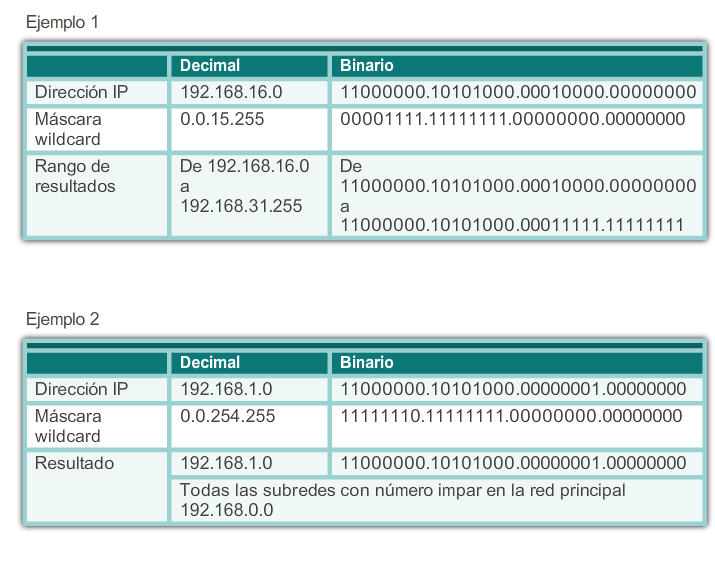 Ejemplo 1
Decimal Binario
Dirección IP 192.168.16.0 11000000.10101000.00010000.00000000
Máscara 0.0.15.255 00001111.11111111.00000000.00000000
wildcard
Rango de De 192.168.16.0 De
resultados a 11000000.10101000.00010000.00000000
192.168.31.255 a
11000000.10101000.00011111.11111111
Ejemplo 2
Decimal Binario
Dirección IP 192.168.1.0 11000000.10101000.00000001.00000000
Máscara 0.0.254.255 11111110.11111111.00000000.00000000
wildcard
Resultado 192.168.1.0 11000000.10101000.00000001.00000000
Todas las subredes con número impar en la red principal
192.168.0.0